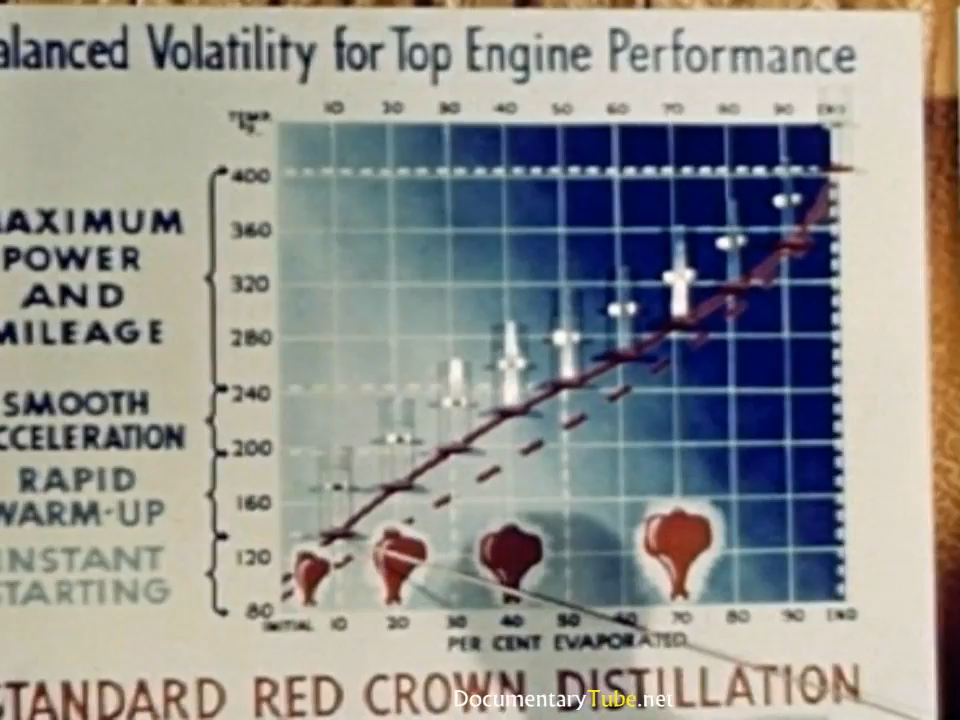 alanced Volatility for Top Engine Performance
10 20 30 40 50 60 70 80 90 END
TEMP.
°F.
400
AXIMUM
360
POWER
AND
320
MILEAGE
280
SMOOTH
240
CCELERATION
200
RAPID
WARM-UP
160
INSTANT
120
STARTING
80
INITIAL 10 20 30 40 50 60 70 80 90 END
PER CENT EVAPORATED
STANDARD RED CROWN DISTILLATION
DocumentaryTube.net